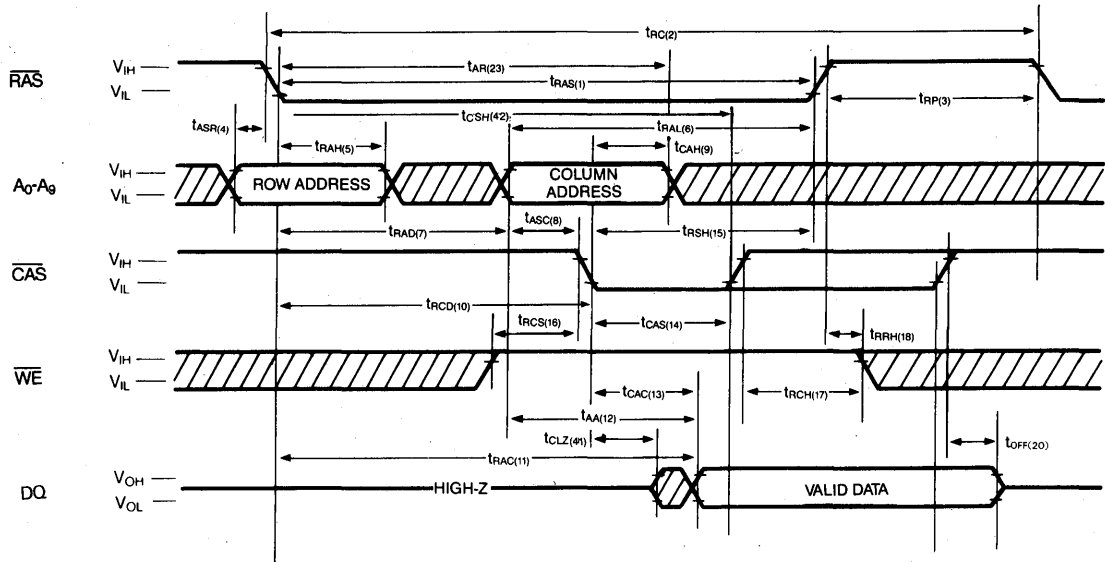 tRC(2)
RAS
VIH
VIL
tAR(23)
tRAS(1)
tRP(3)
tCSH(42)
tRAL(6)
tASR(4)
tRAH(5)
tCAH(9)
A0-A9
VIH
VIL
ROW ADDRESS
COLUMN
ADDRESS
tRAD(7)
tASC(8)
tRSH(15)
CAS
VIH
VIL
tRCD(10)
tRCS(16)
tCAS(14)
tRRH(18)
WE
VIH
VIL
tCAC(13)
tRCH(17)
tAA(12)
tCLZ(41)
tOFF(20)
tRAC(11)
DQ
VOH
VOL
HIGH-Z
VALID DATA